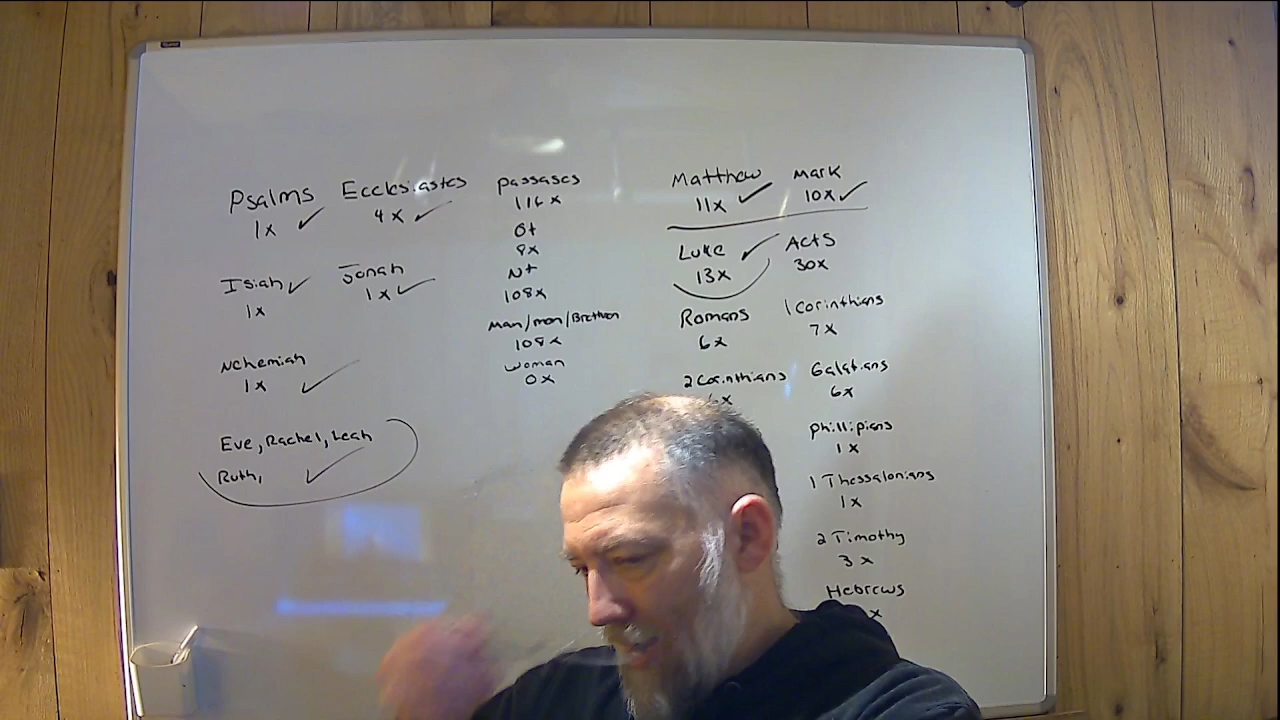 Psalms Ecclesiastes
1x ✓ 4x ✓
Isiah ✓ Jonah
1x 1x ✓
Nehemiah
1x ✓
Eve, Rachel, Leah
Ruth, ✓
passages
116x
Ot
8x
Nt
108x
Man/men/Brethren
108x
woman
0x
Matthew Mark
11x ✓ 10x ✓
Luke ✓ Acts
13x 30x
Romans 1 Corinthians
6x 7x
2 Corinthians Galatians
x 6x
phillipians
1x
1 Thessalonians
1x
2 Timothy
3x
Hebrews
x